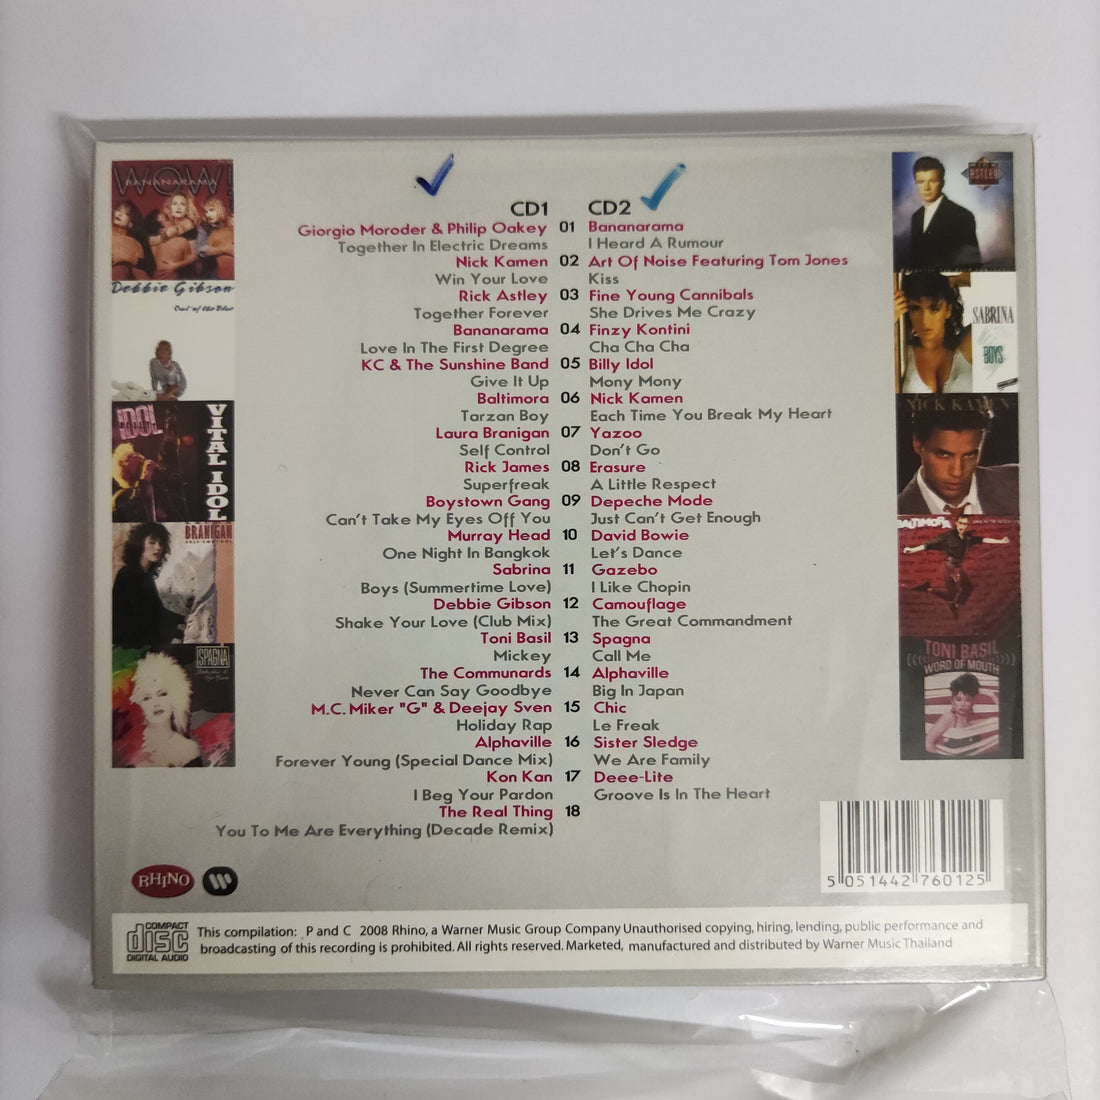 WOW!
BANANARAMA
Debbie Gibson
Out of the Blue
IDOL
VITAL IDOL
BRANIGAN
SELF CONTROL
SPAGNA
CD1
Giorgio Moroder & Philip Oakey 01
Together In Electric Dreams
Nick Kamen 02
Win Your Love
Rick Astley 03
Together Forever
Bananarama 04
Love In The First Degree
KC & The Sunshine Band 05
Give It Up
Baltimora 06
Tarzan Boy
Laura Branigan 07
Self Control
Rick James 08
Superfreak
Boystown Gang 09
Can't Take My Eyes Off You
Murray Head 10
One Night In Bangkok
Sabrina 11
Boys (Summertime Love)
Debbie Gibson 12
Shake Your Love (Club Mix)
Toni Basil 13
Mickey
The Communards 14
Never Can Say Goodbye
M.C. Miker "G" & Deejay Sven 15
Holiday Rap
Alphaville 16
Forever Young (Special Dance Mix)
Kon Kan 17
I Beg Your Pardon
The Real Thing 18
You To Me Are Everything (Decade Remix)
CD2
Bananarama
I Heard A Rumour
Art Of Noise Featuring Tom Jones
Kiss
Fine Young Cannibals
She Drives Me Crazy
Finzy Kontini
Cha Cha Cha
Billy Idol
Mony Mony
Nick Kamen
Each Time You Break My Heart
Yazoo
Don't Go
Erasure
A Little Respect
Depeche Mode
Just Can't Get Enough
David Bowie
Let's Dance
Gazebo
I Like Chopin
Camouflage
The Great Commandment
Spagna
Call Me
Alphaville
Big In Japan
Chic
Le Freak
Sister Sledge
We Are Family
Deee-Lite
Groove Is In The Heart
RICK
ASTLEY
SABRINA
BOYS
NICK KAMEN
BALTIMORA
TONI BASIL
WORD OF MOUTH
RHINO
5 051442 760125
COMPACT
disc
DIGITAL AUDIO
This compilation: P and C 2008 Rhino, a Warner Music Group Company Unauthorised copying, hiring, lending, public performance and
broadcasting of this recording is prohibited. All rights reserved. Marketed, manufactured and distributed by Warner Music Thailand